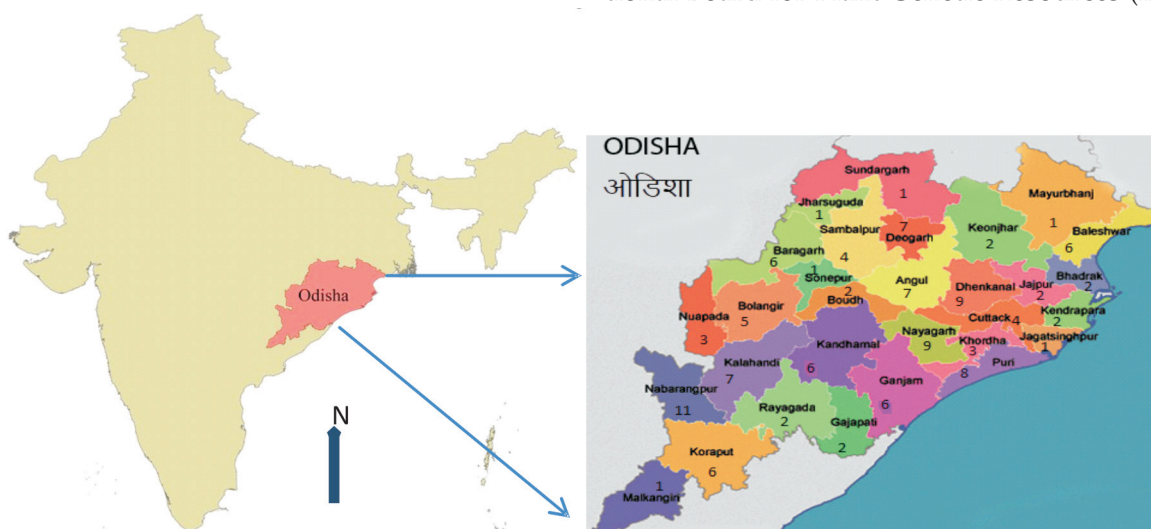 ODISHA
ओडिशा
Sundargarh
1
Jharsuguda
1
Mayurbhanj
1
Sambalpur
4
7
Deogarh
Keonjhar
2
Baleshwar
6
Baragarh
6
1
Sonepur
Angul
7
Dhenkanal
9
Jajpur
2
Bhadrak
2
Nuapada
3
Bolangir
5
2
Boudh
Cuttack
4
Kendrapara
2
Nayagarh
9
Khordha
3
Jagatsinghpur
1
Kandhamal
6
Kalahandi
7
Puri
8
Ganjam
6
Nabarangpur
11
Rayagada
2
Gajapati
2
Koraput
6
1
Malkangiri
Odisha
N